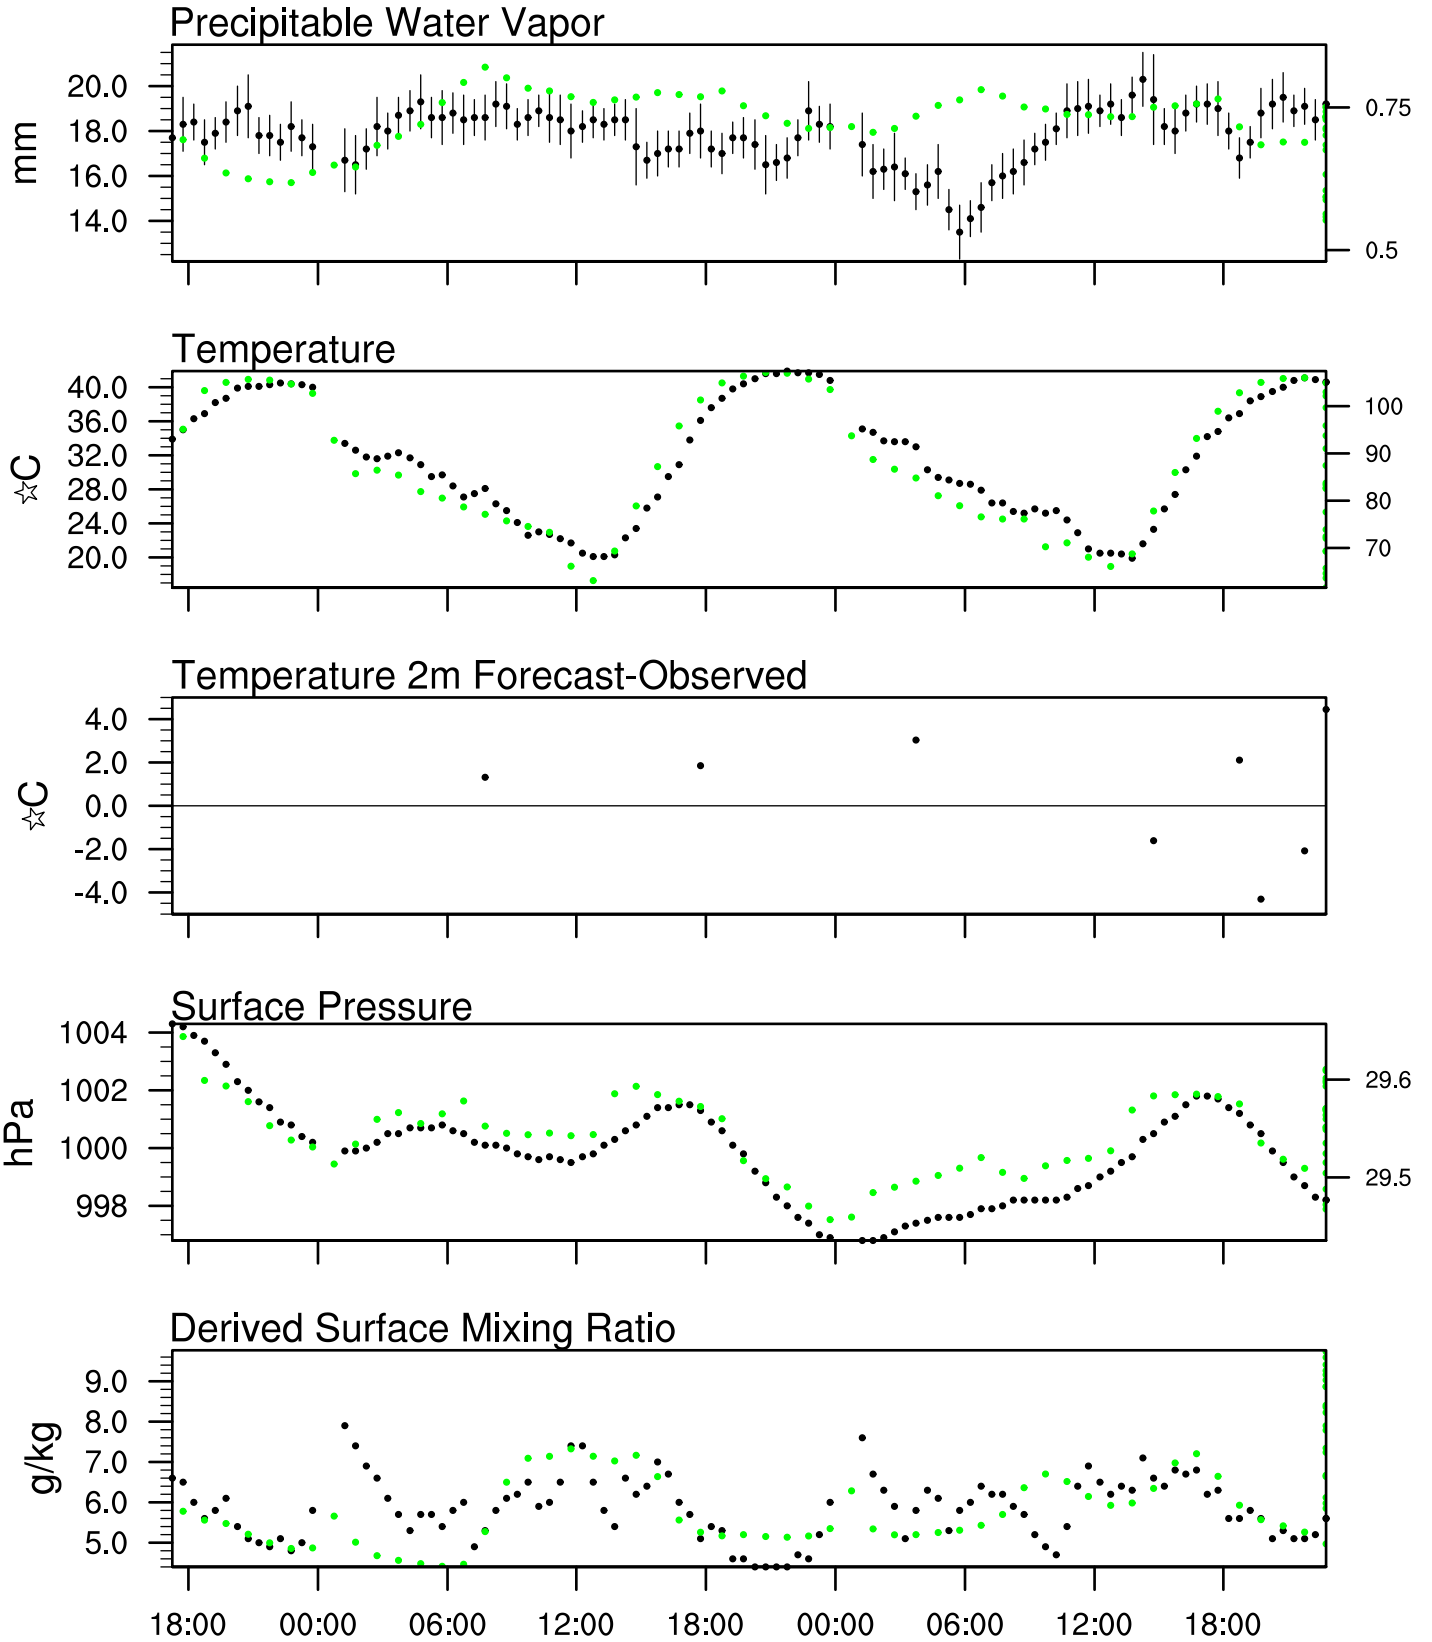 Precipitable Water Vapor
20.0
18.0
16.0
14.0
mm
0.75
0.5
Temperature
40.0
36.0
32.0
28.0
24.0
20.0
☆C
100
90
80
70
Temperature 2m Forecast-Observed
4.0
2.0
0.0
-2.0
-4.0
☆C
Surface Pressure
1004
1002
1000
998
hPa
29.6
29.5
Derived Surface Mixing Ratio
9.0
8.0
7.0
6.0
5.0
g/kg
18:00 00:00 06:00 12:00 18:00 00:00 06:00 12:00 18:00